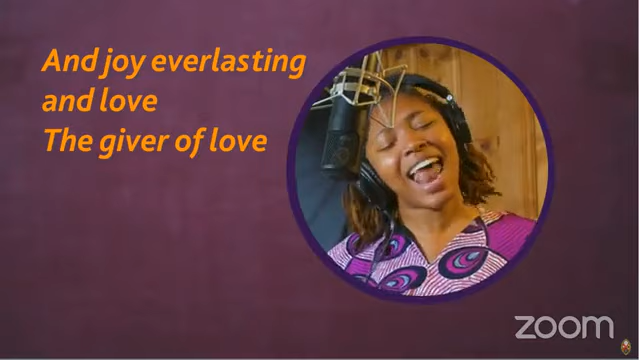 And joy everlasting
and love
The giver of love
zoom